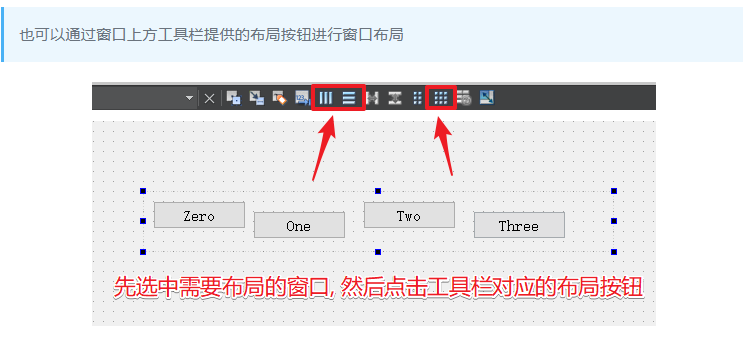 也可以通过窗口上方工具栏提供的布局按钮进行窗口布局
Zero
One
Two
Three
先选中需要布局的窗口, 然后点击工具栏对应的布局按钮